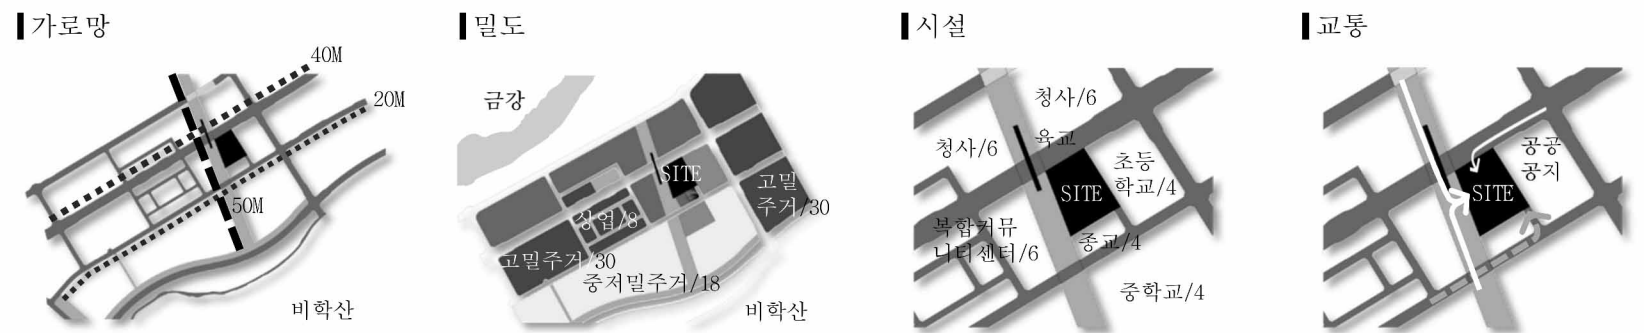 가로망
40M
20M
50M
비학산
밀도
금강
SITE
고밀
주거/30
상업/8
고밀주거/30
중저밀주거/18
비학산
시설
청사/6
육교
청사/6
초등
학교/4
SITE
복합커뮤
니티센터/6
종교/4
중학교/4
교통
공공
공지
SITE